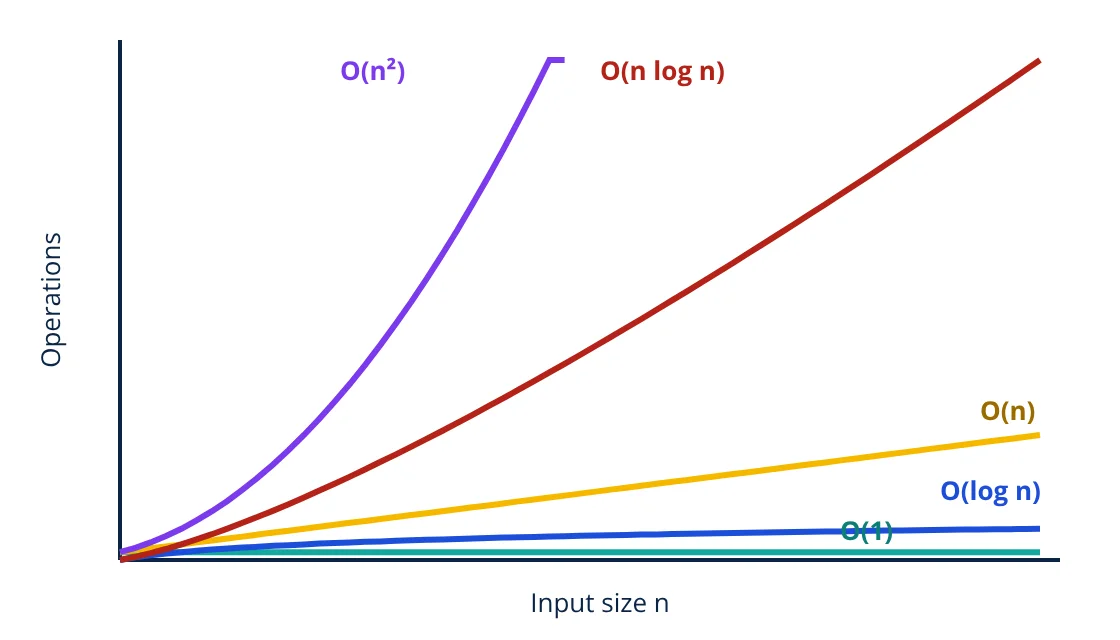 O(n²)
O(n log n)
Operations
O(n)
O(log n)
O(1)
Input size n